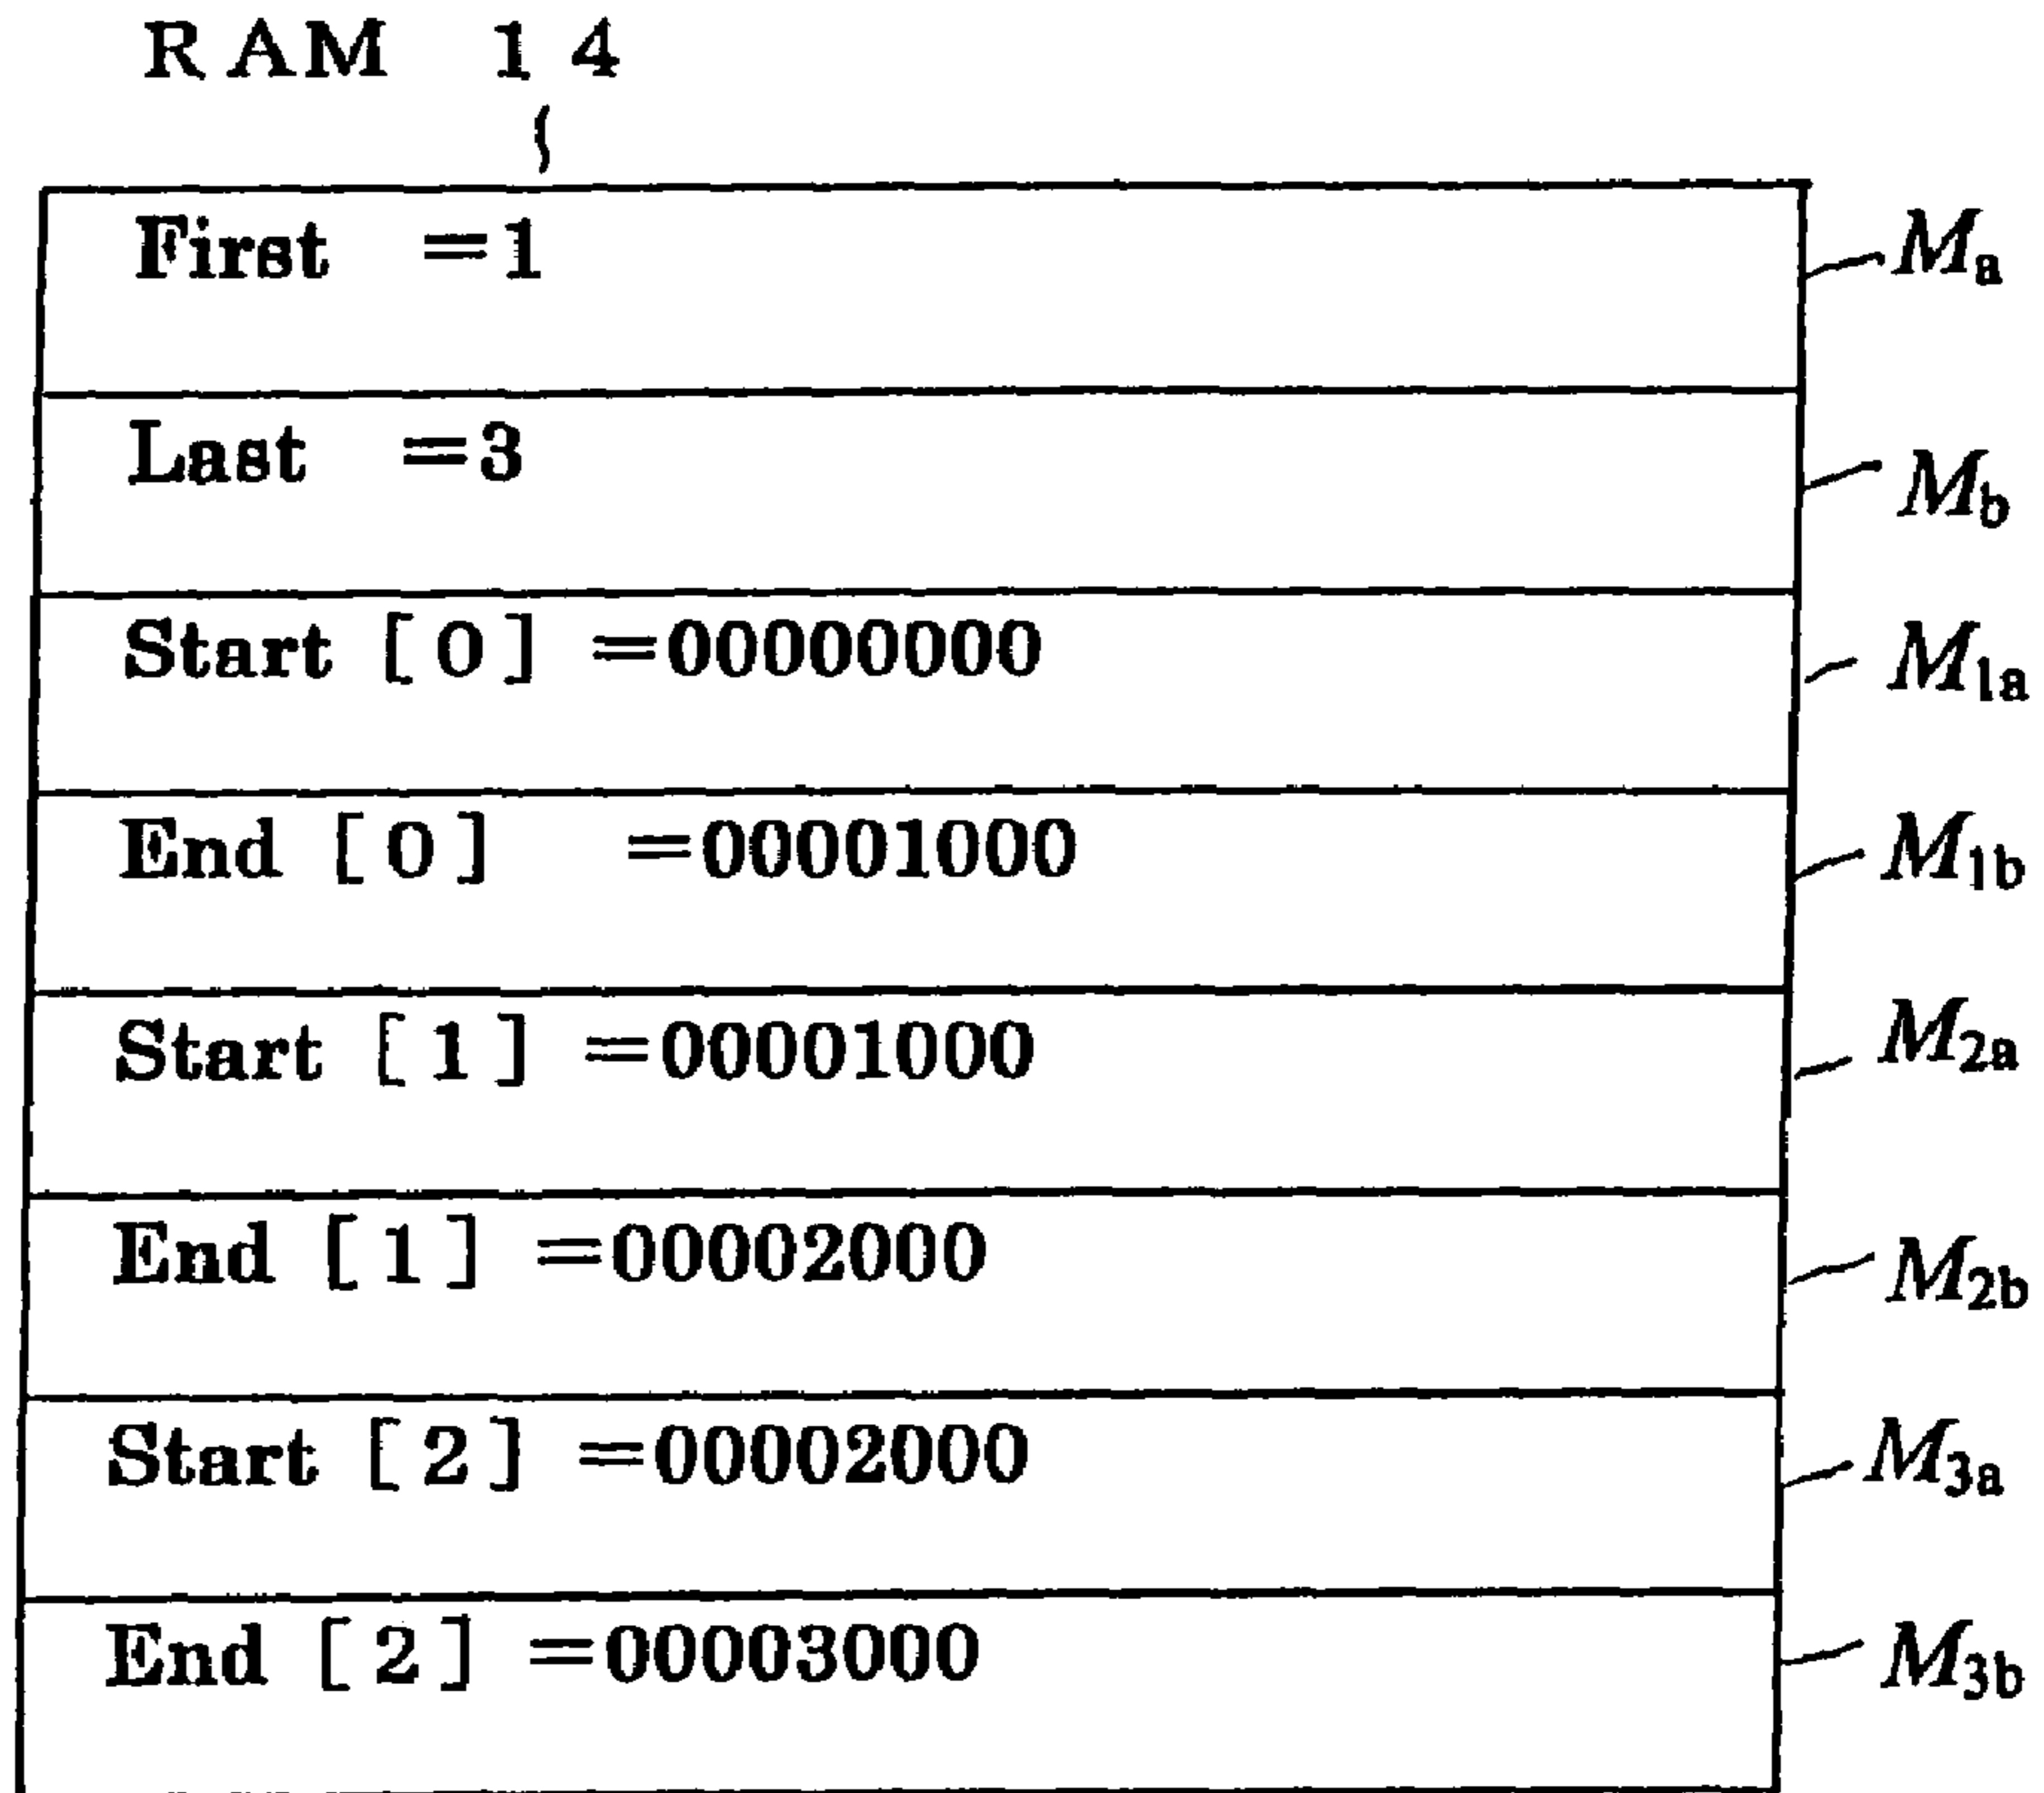 RAM 14
First =1 Ma
Last =3 Mb
Start [0] =00000000 M1a
End [0] =00001000 M1b
Start [1] =00001000 M2a
End [1] =00002000 M2b
Start [2] =00002000 M3a
End [2] =00003000 M3b